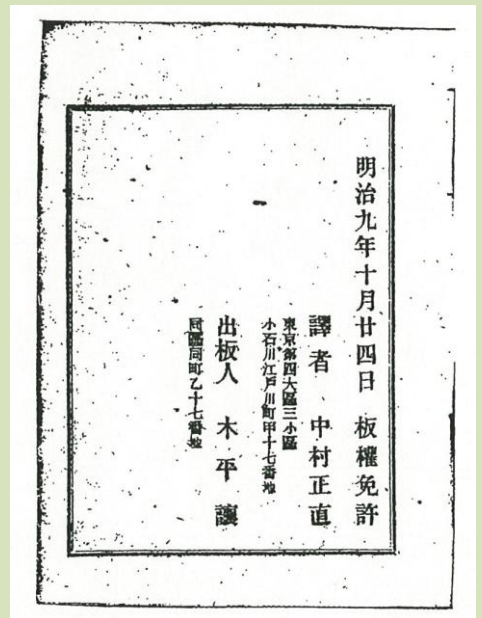 明治九年十月廿四日 板權免許
譯者 中村正直
東京第四大區三小區
小石川江戸川町甲十七番地
出板人 木平讓
同區同町乙十七番地